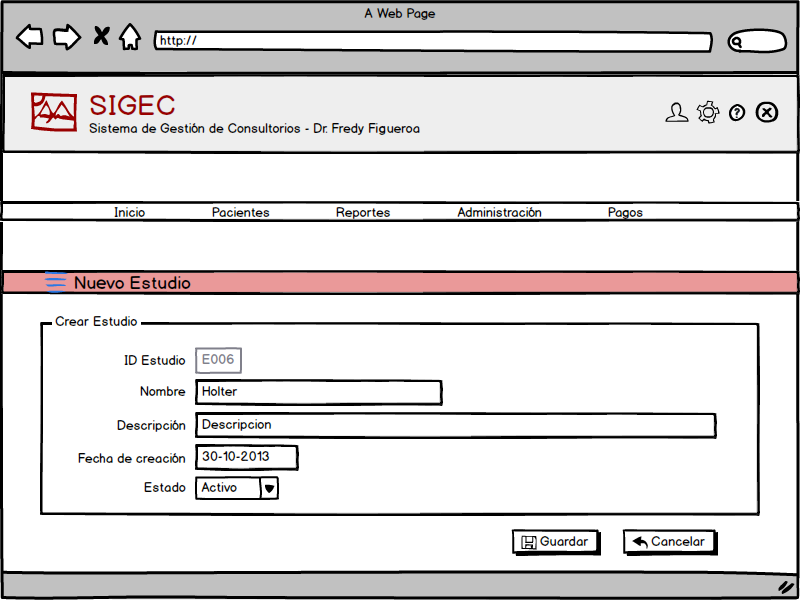 A Web Page
http://
SIGEC
Sistema de Gestión de Consultorios - Dr. Fredy Figueroa
Inicio Pacientes Reportes Administración Pagos
Nuevo Estudio
Crear Estudio
ID Estudio E006
Nombre Holter
Descripción Descripcion
Fecha de creación 30-10-2013
Estado Activo
Guardar Cancelar